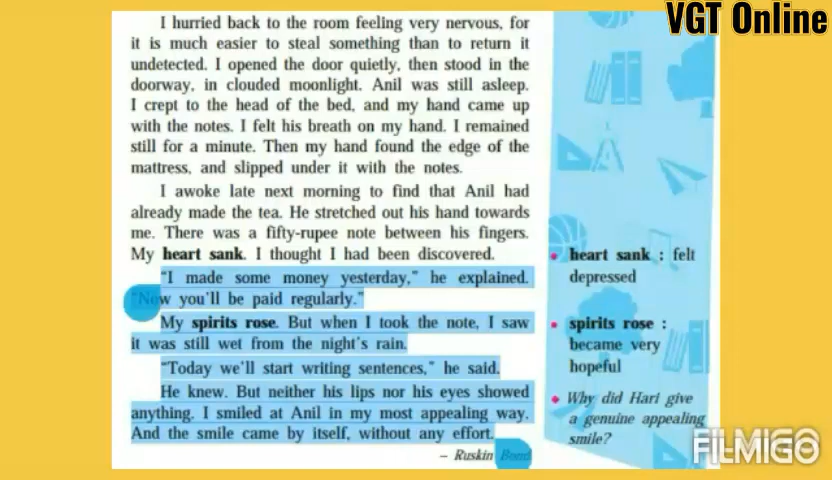 VGT Online
I hurried back to the room feeling very nervous, for
it is much easier to steal something than to return it
undetected. I opened the door quietly, then stood in the
doorway, in clouded moonlight. Anil was still asleep.
I crept to the head of the bed, and my hand came up
with the notes. I felt his breath on my hand. I remained
still for a minute. Then my hand found the edge of the
mattress, and slipped under it with the notes.
I awoke late next morning to find that Anil had
already made the tea. He stretched out his hand towards
me. There was a fifty-rupee note between his fingers.
My heart sank. I thought I had been discovered.
"I made some money yesterday," he explained.
"Now you'll be paid regularly."
My spirits rose. But when I took the note, I saw
it was still wet from the night's rain.
"Today we'll start writing sentences," he said.
He knew. But neither his lips nor his eyes showed
anything. I smiled at Anil in my most appealing way.
And the smile came by itself, without any effort.
– Ruskin Bond
heart sank : felt
depressed
spirits rose :
became very
hopeful
Why did Hari give
a genuine appealing
smile?
FILMIGO